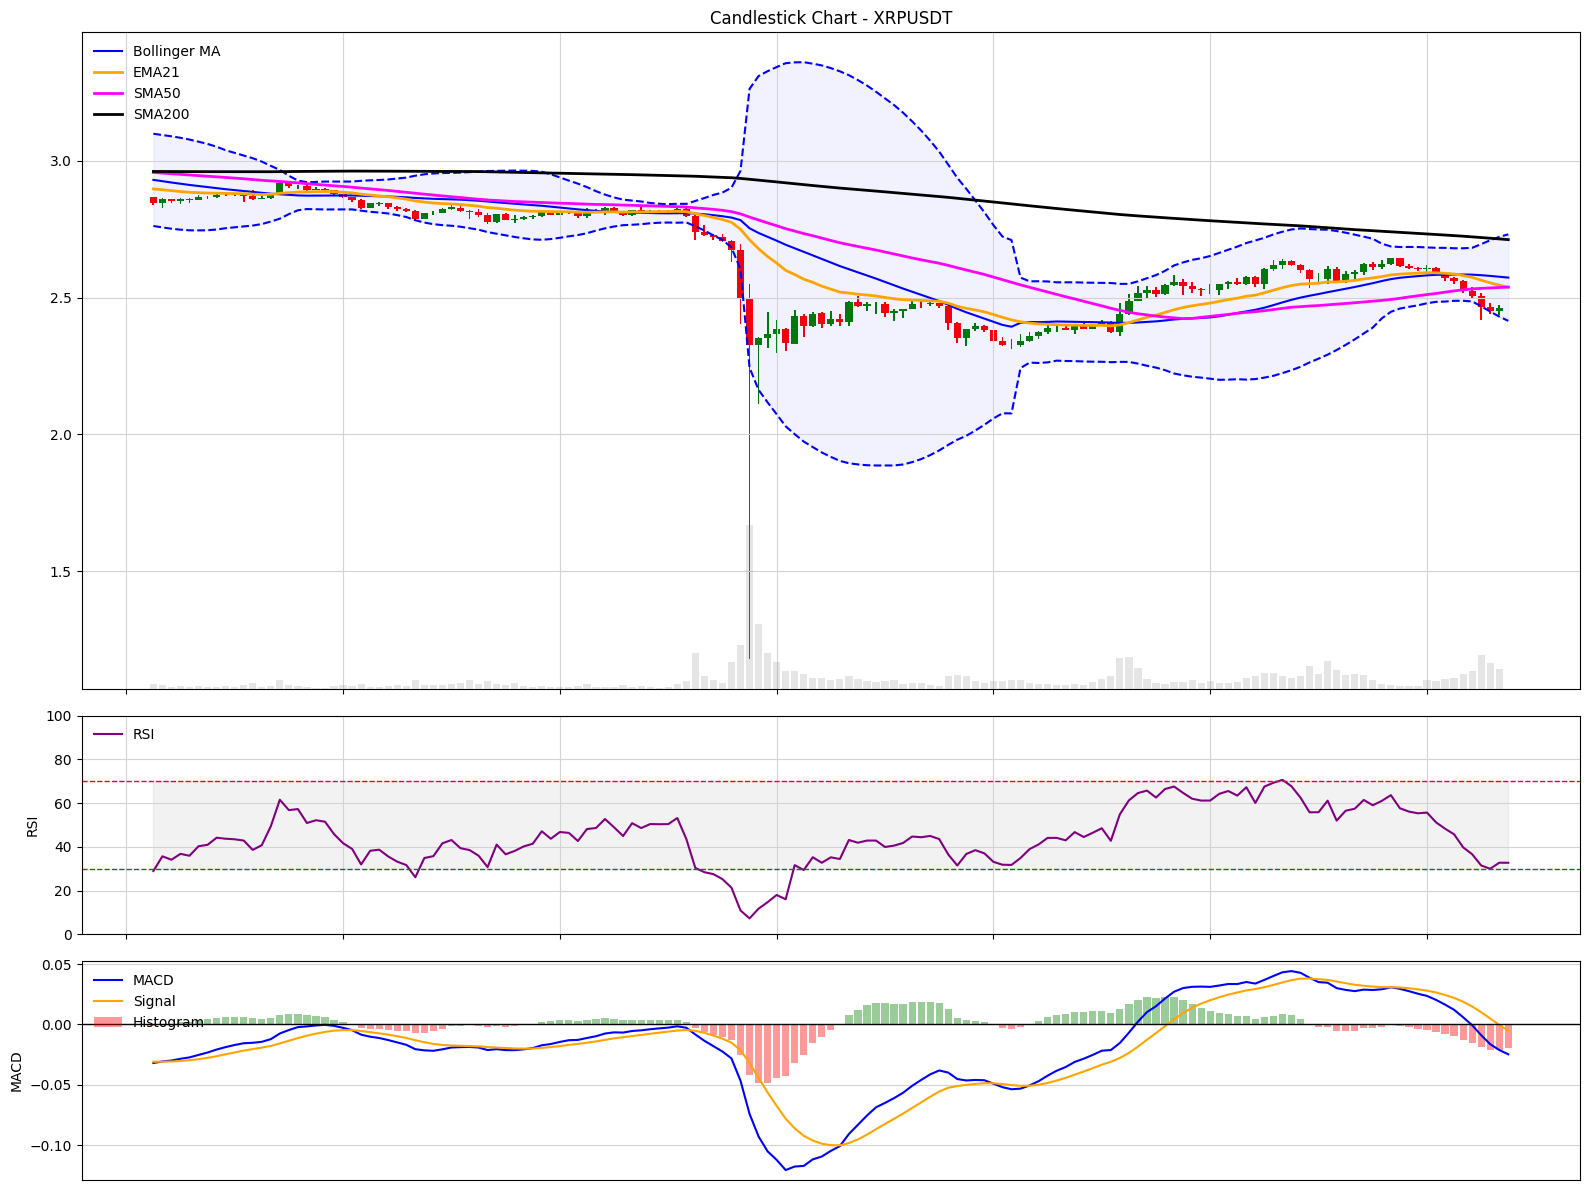 Candlestick Chart - XRPUSDT
Bollinger MA
EMA21
SMA50
SMA200
3.0
2.5
2.0
1.5
100
80
60
40
20
0
RSI
RSI
0.05
0.00
−0.05
−0.10
MACD
MACD
Signal
Histogram